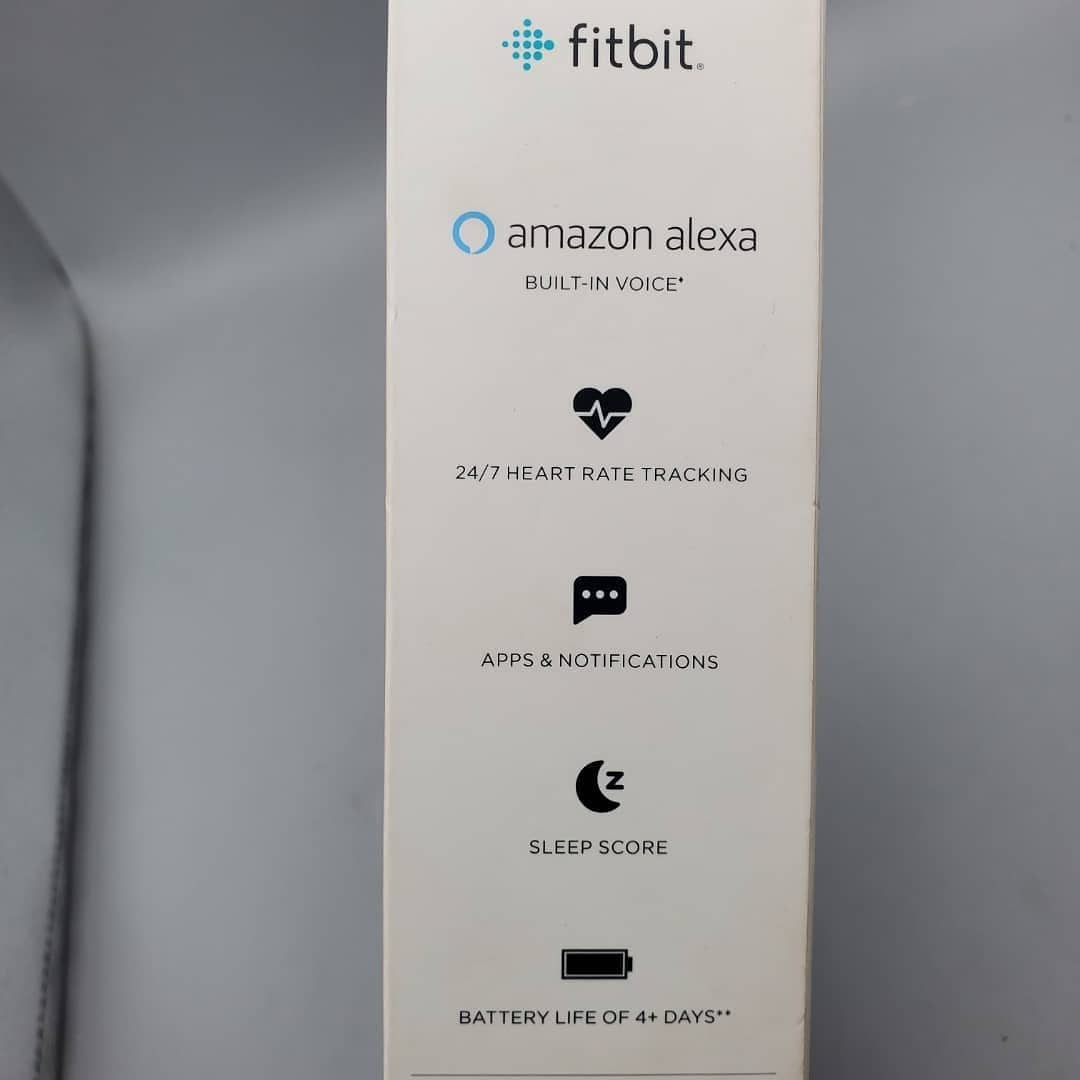 fitbit®
amazon alexa
BUILT-IN VOICE♦
24/7 HEART RATE TRACKING
APPS & NOTIFICATIONS
Z
SLEEP SCORE
BATTERY LIFE OF 4+ DAYS**